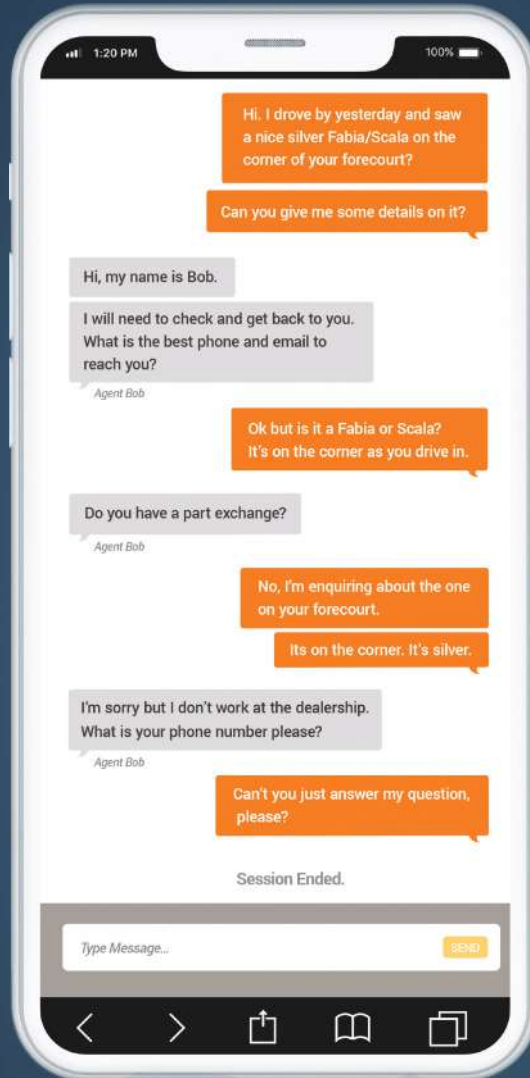 1:20 PM
100%
Hi. I drove by yesterday and saw
a nice silver Fabia/Scala on the
corner of your forecourt?
Can you give me some details on it?
Hi, my name is Bob.
I will need to check and get back to you.
What is the best phone and email to
reach you?
Agent Bob
Ok but is it a Fabia or Scala?
It's on the corner as you drive in.
Do you have a part exchange?
Agent Bob
No, I'm enquiring about the one
on your forecourt.
Its on the corner. It's silver.
I'm sorry but I don't work at the dealership.
What is your phone number please?
Agent Bob
Can't you just answer my question,
please?
Session Ended.
Type Message...
SEND